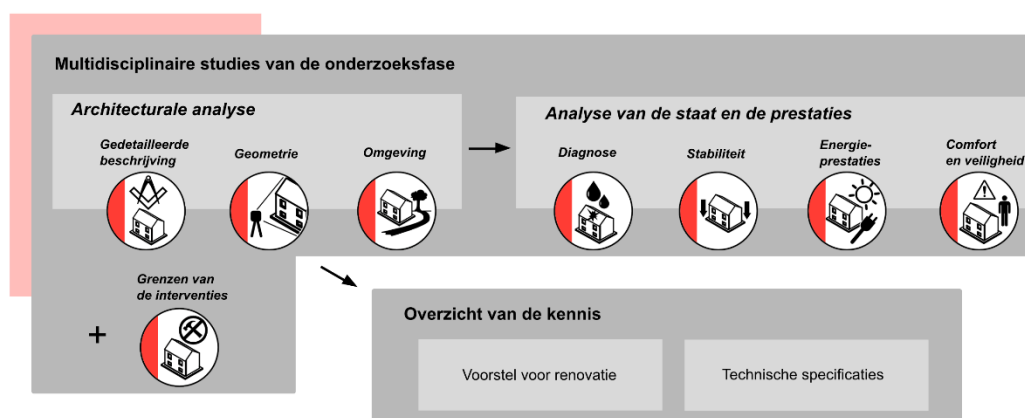 Multidisciplinaire studies van de onderzoeksfase
Architecturale analyse
Gedetailleerde
beschrijving
Geometrie
Omgeving
Analyse van de staat en de prestaties
Diagnose
Stabiliteit
Energie-
prestaties
Comfort
en veiligheid
Grenzen van
de interventies
+
Overzicht van de kennis
Voorstel voor renovatie
Technische specificaties